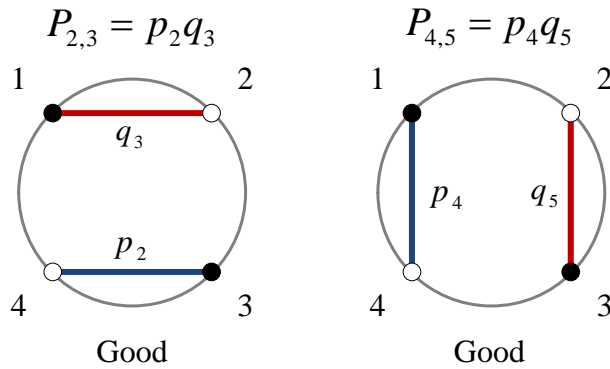 P_{2,3} = p_2q_3
1
2
q_3
p_2
4
3
Good
P_{4,5} = p_4q_5
1
2
p_4
q_5
4
3
Good